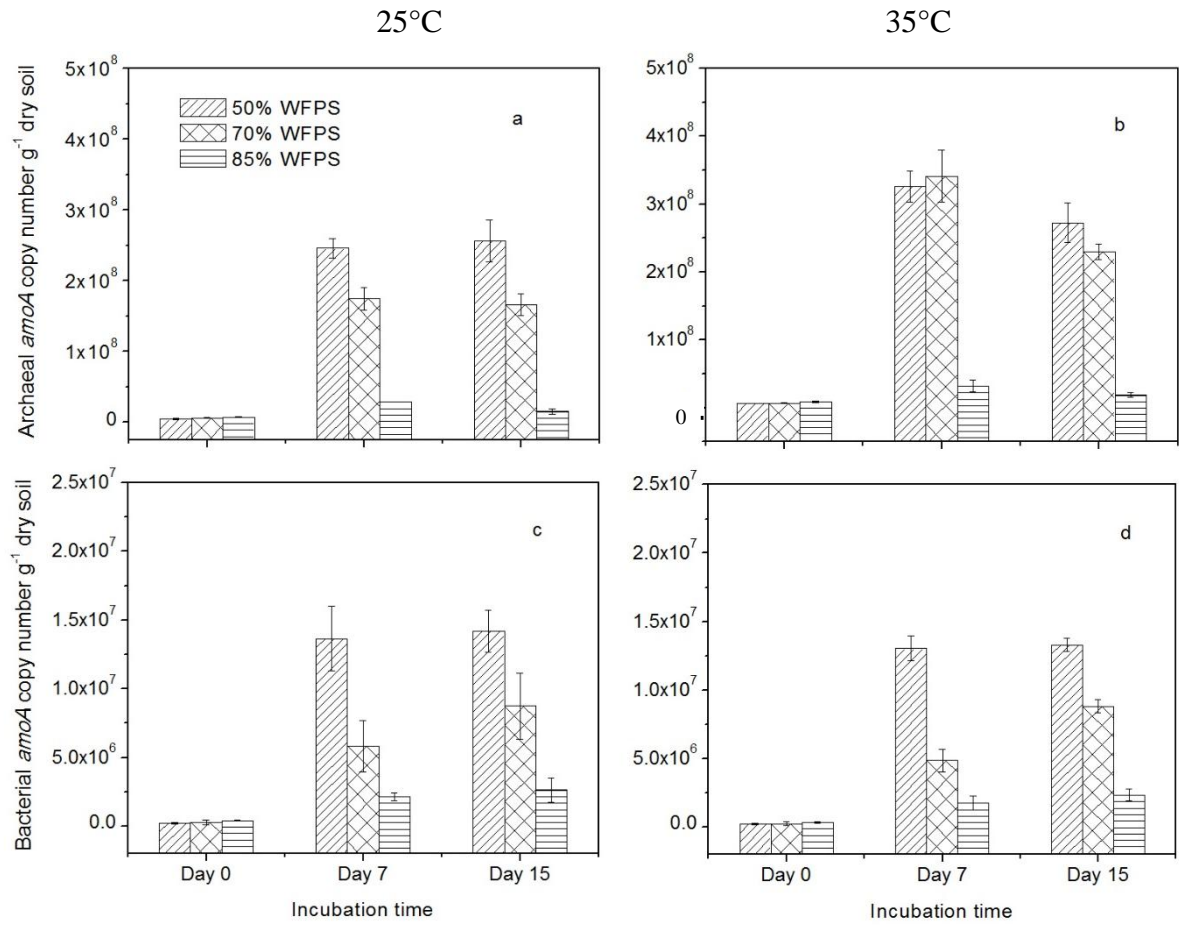 25°C
35°C
Archaeal amoA copy number g⁻¹ dry soil
5x10⁸
4x10⁸
3x10⁸
2x10⁸
1x10⁸
0
50% WFPS
70% WFPS
85% WFPS
a
5x10⁸
4x10⁸
3x10⁸
2x10⁸
1x10⁸
0
b
Bacterial amoA copy number g⁻¹ dry soil
2.5x10⁷
2.0x10⁷
1.5x10⁷
1.0x10⁷
5.0x10⁶
0.0
c
Day 0 Day 7 Day 15
Incubation time
2.5x10⁷
2.0x10⁷
1.5x10⁷
1.0x10⁷
5.0x10⁶
0.0
d
Day 0 Day 7 Day 15
Incubation time